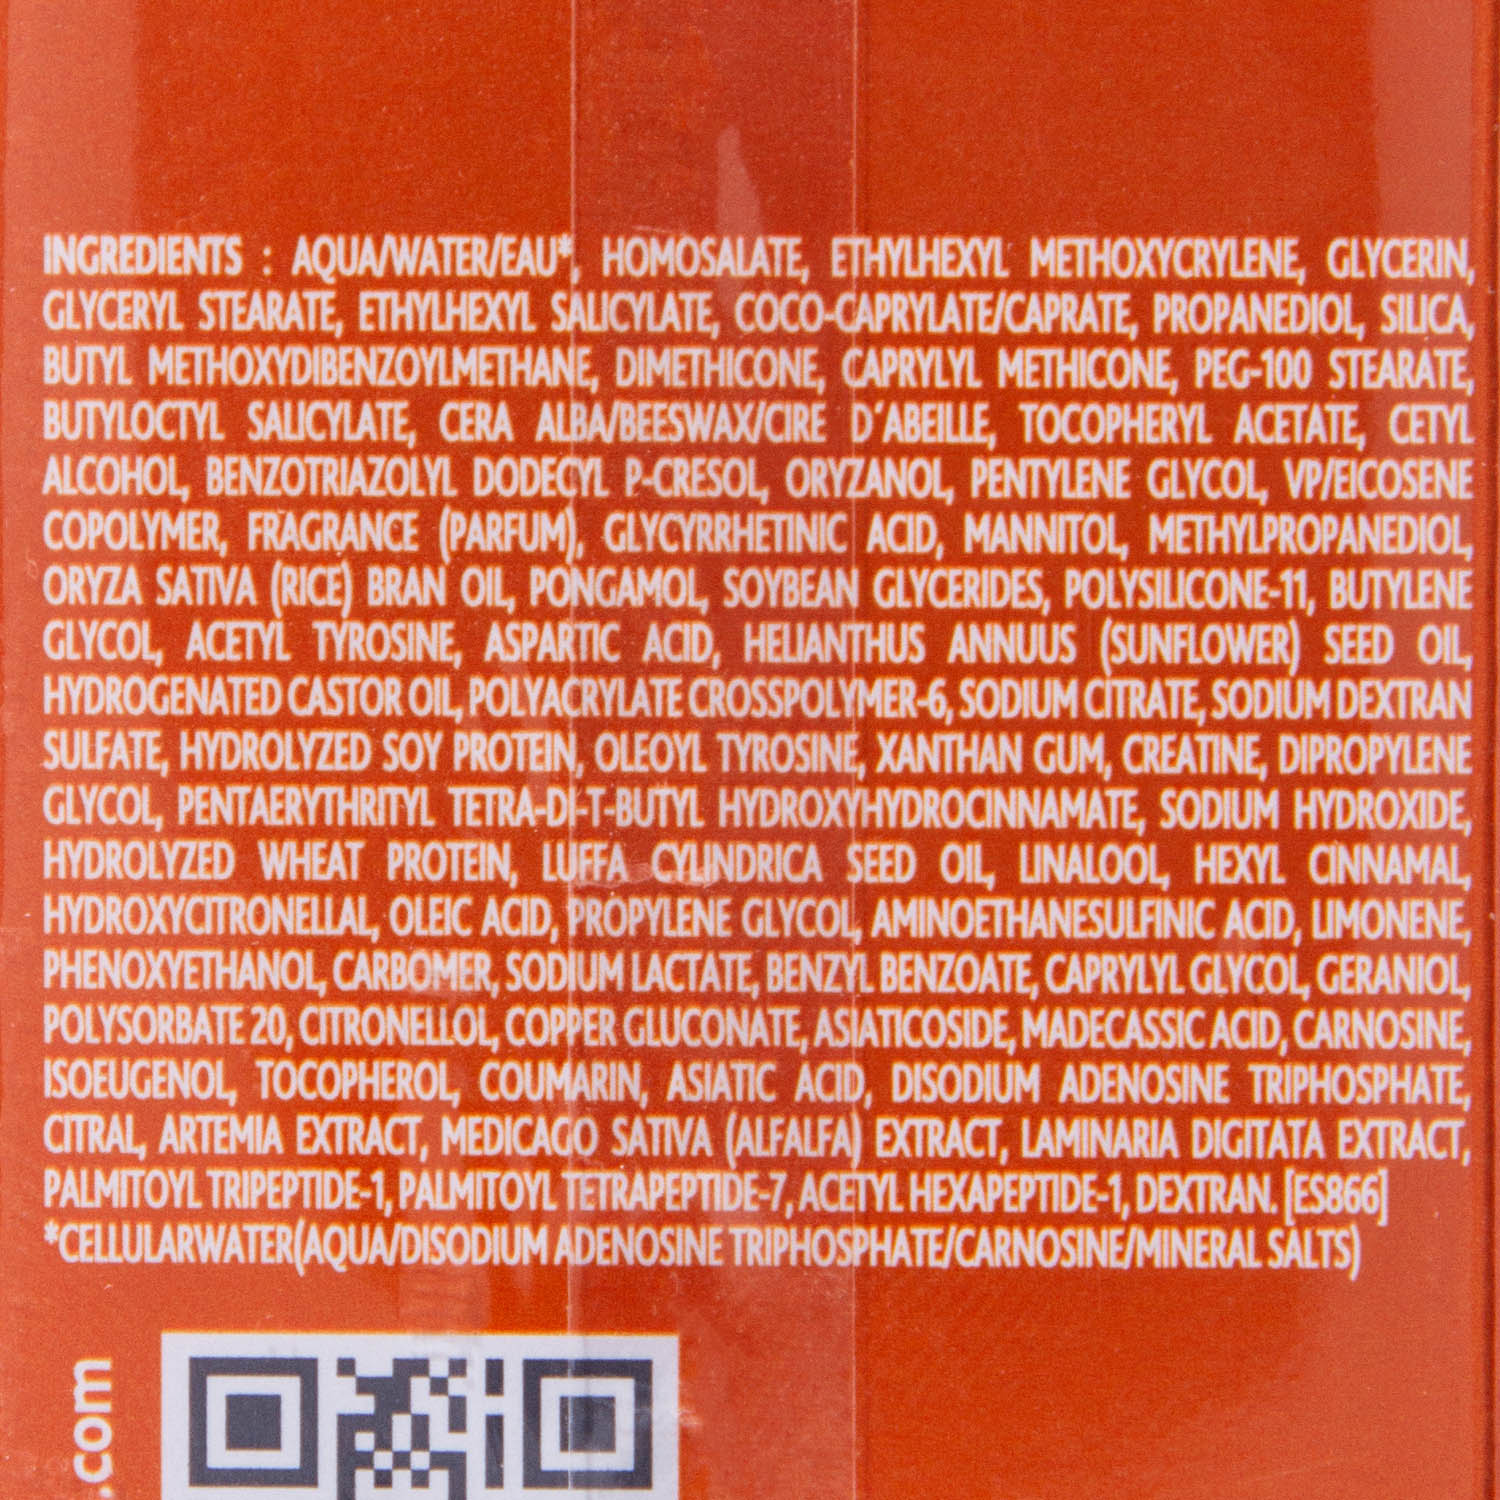 INGREDIENTS : AQUA/WATER/EAU*, HOMOSALATE, ETHYLHEXYL METHOXYCRYLENE, GLYCERIN,
GLYCERYL STEARATE, ETHYLHEXYL SALICYLATE, COCO-CAPRYLATE/CAPRATE, PROPANEDIOL, SILICA,
BUTYL METHOXYDIBENZOYLMETHANE, DIMETHICONE, CAPRYLYL METHICONE, PEG-100 STEARATE,
BUTYLOCTYL SALICYLATE, CERA ALBA/BEESWAX/CIRE D'ABEILLE, TOCOPHERYL ACETATE, CETYL
ALCOHOL, BENZOTRIAZOLYL DODECYL P-CRESOL, ORYZANOL, PENTYLENE GLYCOL, VP/EICOSENE
COPOLYMER, FRAGRANCE (PARFUM), GLYCYRRHETINIC ACID, MANNITOL, METHYLPROPANEDIOL,
ORYZA SATIVA (RICE) BRAN OIL, PONGAMOL, SOYBEAN GLYCERIDES, POLYSILICONE-11, BUTYLENE
GLYCOL, ACETYL TYROSINE, ASPARTIC ACID, HELIANTHUS ANNUUS (SUNFLOWER) SEED OIL,
HYDROGENATED CASTOR OIL, POLYACRYLATE CROSSPOLYMER-6, SODIUM CITRATE, SODIUM DEXTRAN
SULFATE, HYDROLYZED SOY PROTEIN, OLEOYL TYROSINE, XANTHAN GUM, CREATINE, DIPROPYLENE
GLYCOL, PENTAERYTHRITYL TETRA-DI-T-BUTYL HYDROXYHYDROCINNAMATE, SODIUM HYDROXIDE,
HYDROLYZED WHEAT PROTEIN, LUFFA CYLINDRICA SEED OIL, LINALOOL, HEXYL CINNAMAL,
HYDROXYCITRONELLAL, OLEIC ACID, PROPYLENE GLYCOL, AMINOETHANESULFINIC ACID, LIMONENE,
PHENOXYETHANOL, CARBOMER, SODIUM LACTATE, BENZYL BENZOATE, CAPRYLYL GLYCOL, GERANIOL,
POLYSORBATE 20, CITRONELLOL, COPPER GLUCONATE, ASIATICOSIDE, MADECASSIC ACID, CARNOSINE,
ISOEUGENOL, TOCOPHEROL, COUMARIN, ASIATIC ACID, DISODIUM ADENOSINE TRIPHOSPHATE,
CITRAL, ARTEMIA EXTRACT, MEDICAGO SATIVA (ALFALFA) EXTRACT, LAMINARIA DIGITATA EXTRACT,
PALMITOYL TRIPEPTIDE-1, PALMITOYL TETRAPEPTIDE-7, ACETYL HEXAPEPTIDE-1, DEXTRAN. [ES866]
*CELLULARWATER(AQUA/DISODIUM ADENOSINE TRIPHOSPHATE/CARNOSINE/MINERAL SALTS)
.com